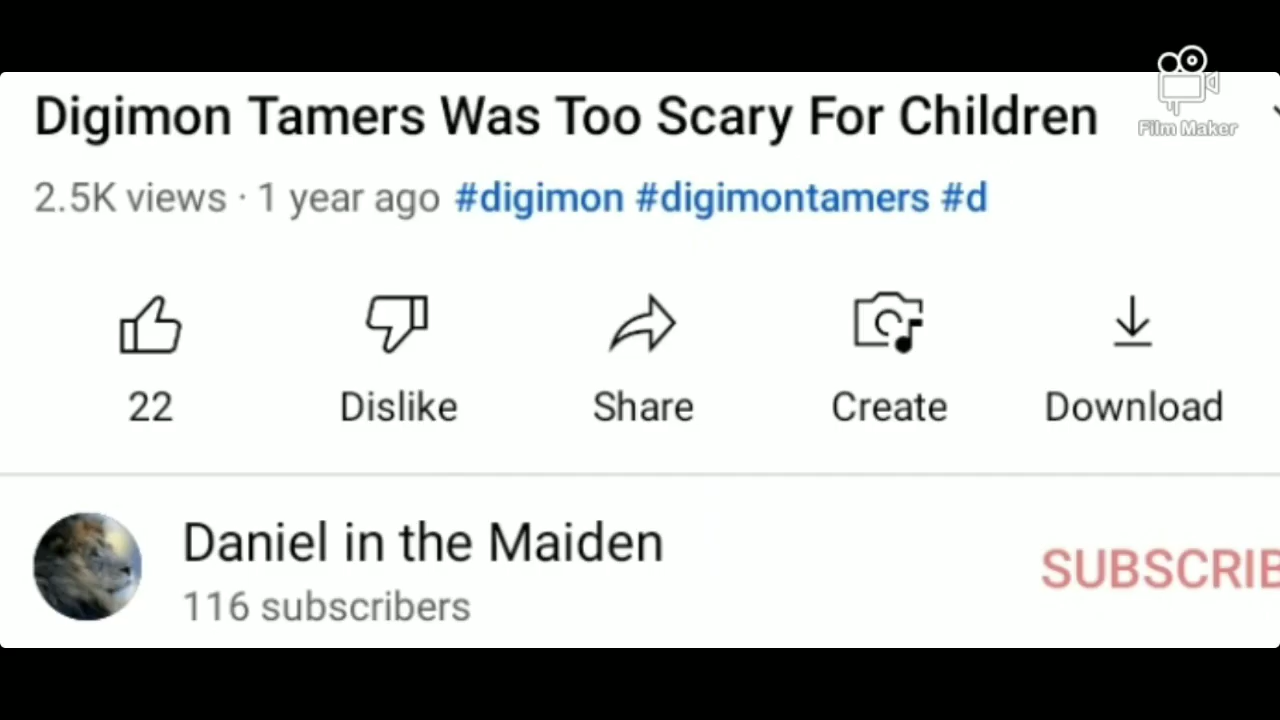 Film Maker
Digimon Tamers Was Too Scary For Children
2.5K views · 1 year ago #digimon #digimontamers #d
22 Dislike Share Create Download
Daniel in the Maiden
116 subscribers
SUBSCRIB